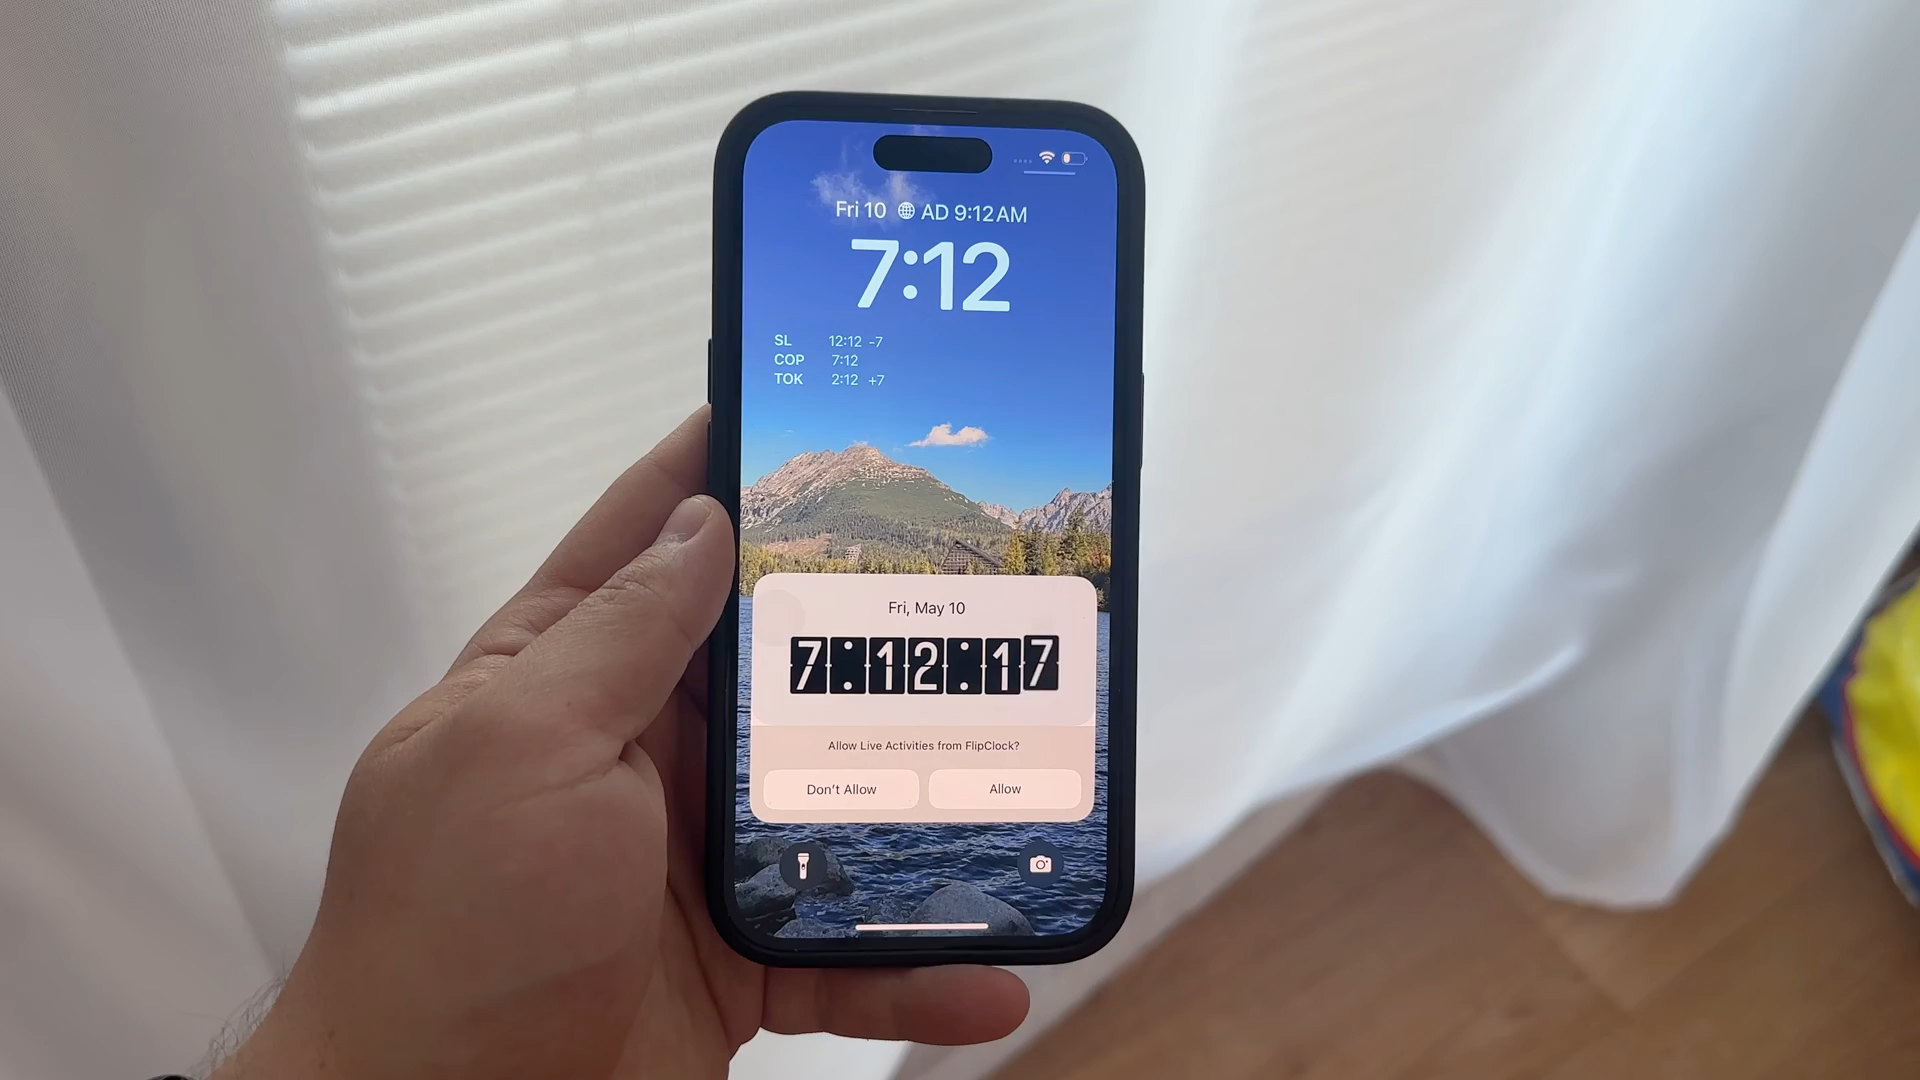 Fri 10 AD 9:12 AM
7:12
SL 12:12 -7
COP 7:12
TOK 2:12 +7
Fri, May 10
7:12:17
Allow Live Activities from FlipClock?
Don't Allow Allow